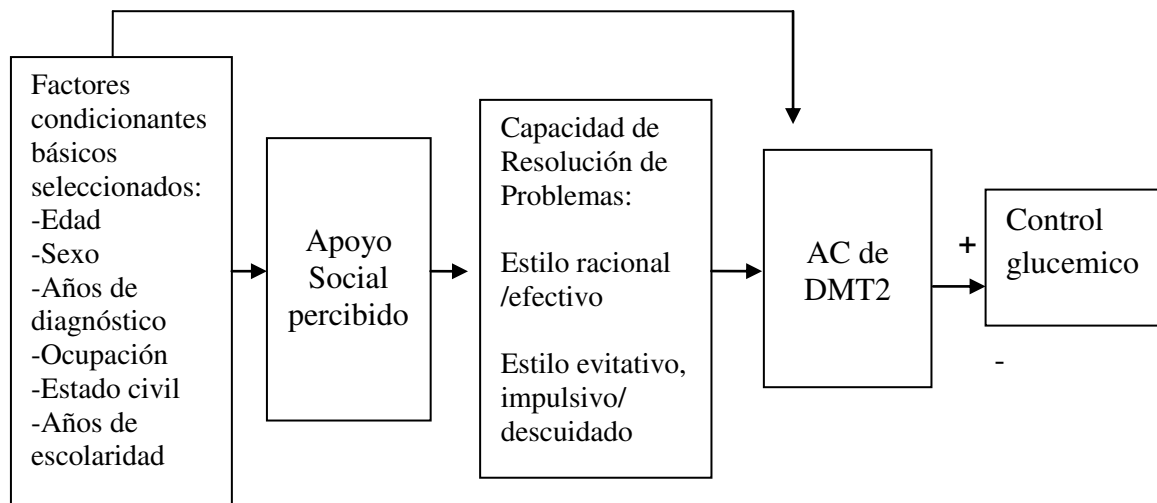 Factores
condicionantes
básicos
seleccionados:
-Edad
-Sexo
-Años de
diagnóstico
-Ocupación
-Estado civil
-Años de
escolaridad
Apoyo
Social
percibido
Capacidad de
Resolución de
Problemas:
Estilo racional
/efectivo
Estilo evitativo,
impulsivo/
descuidado
AC de
DMT2
+
-
Control
glucemico